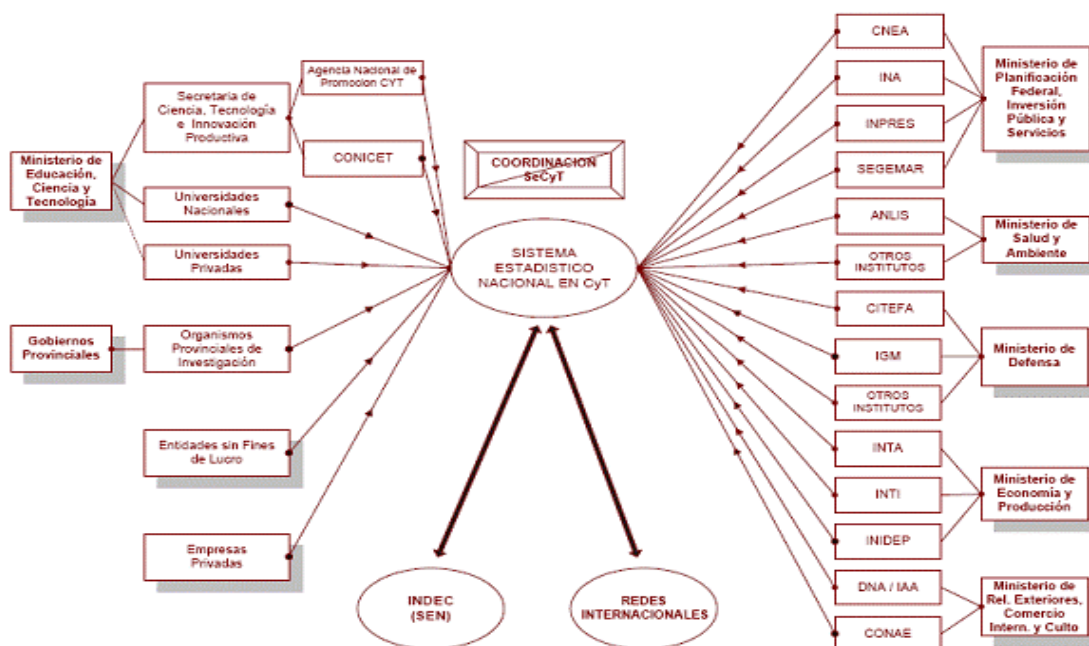 Agencia Nacional de
Promocion CYT
Secretaria de
Ciencia, Tecnología
e Innovación
Productiva
CONICET
Ministerio de
Educación,
Ciencia y
Tecnología
Universidades
Nacionales
Universidades
Privadas
Gobiernos
Provinciales
Organismos
Provinciales de
Investigación
Entidades sin Fines
de Lucro
Empresas
Privadas
COORDINACION
SeCyT
SISTEMA
ESTADISTICO
NACIONAL EN CyT
INDEC
(SEN)
REDES
INTERNACIONALES
CNEA
INA
INPRES
SEGEMAR
Ministerio de
Planificación
Federal,
Inversión
Pública y
Servicios
ANLIS
OTROS
INSTITUTOS
Ministerio de
Salud y
Ambiente
CITEFA
IGM
OTROS
INSTITUTOS
Ministerio de
Defensa
INTA
INTI
INIDEP
Ministerio de
Economía y
Producción
DNA / IAA
CONAE
Ministerio de
Rel. Exteriores,
Comercio
Intern. y Culto